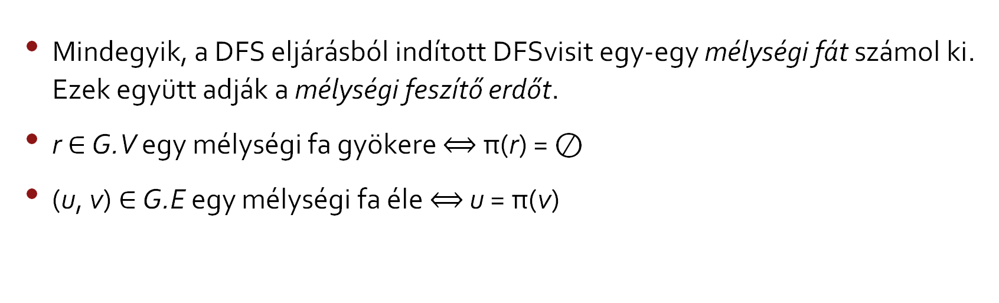 • Mindegyik, a DFS eljárásból indított DFSvisit egy-egy mélységi fát számol ki.
Ezek együtt adják a mélységi feszítő erdőt.
• r ∈ G.V egy mélységi fa gyökere ⟺ π(r) = ⊘
• (u, v) ∈ G.E egy mélységi fa éle ⟺ u = π(v)